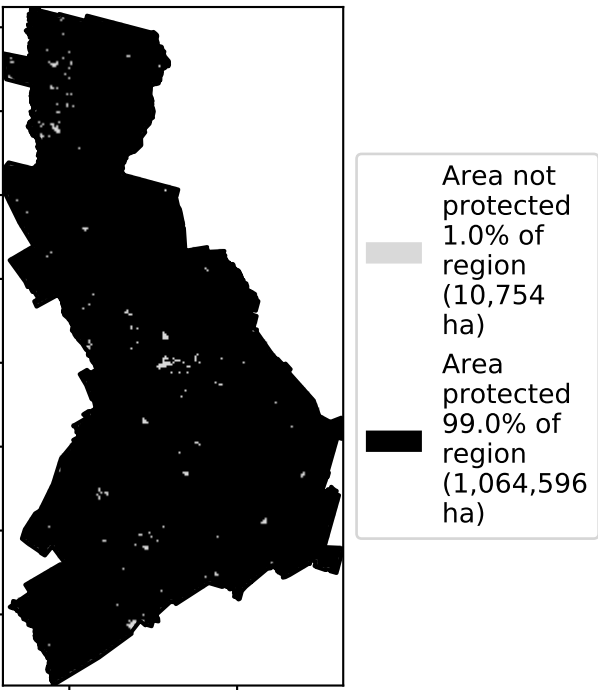 Area not
protected
1.0% of
region
(10,754
ha)
Area
protected
99.0% of
region
(1,064,596
ha)